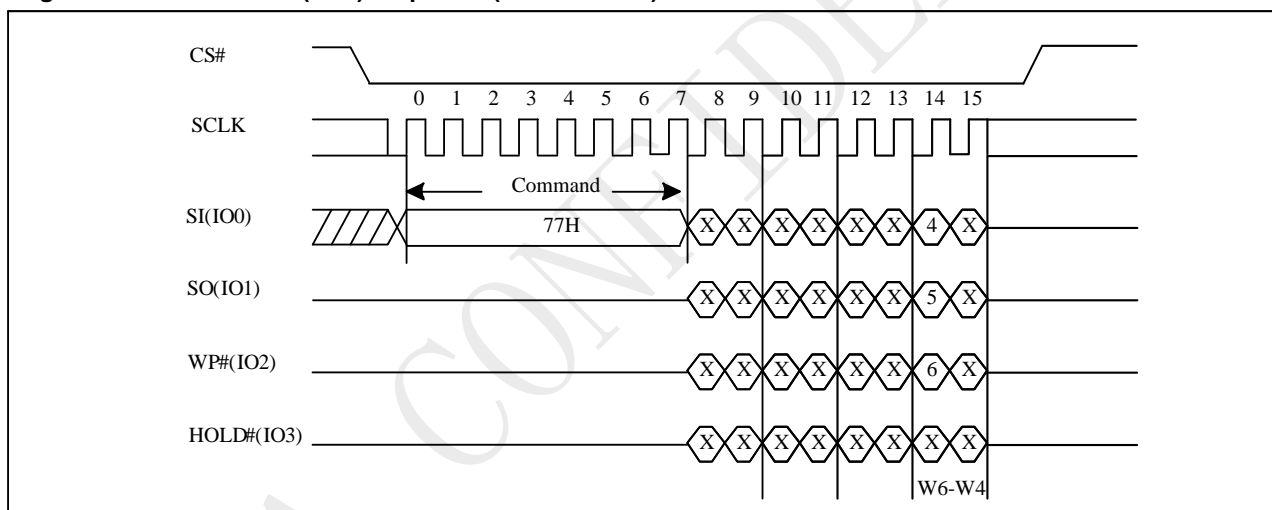 CS#
0 1 2 3 4 5 6 7 8 9 10 11 12 13 14 15
SCLK
Command
SI(IO0)
77H
X X X X X X 4 X
SO(IO1)
X X X X X X 5 X
WP#(IO2)
X X X X X X 6 X
HOLD#(IO3)
X X X X X X X X
W6-W4